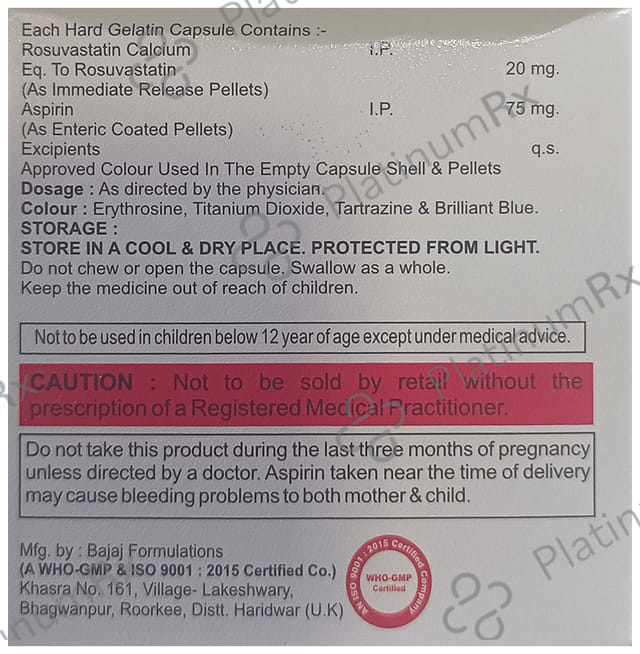 Each Hard Gelatin Capsule Contains :-
Rosuvastatin Calcium I.P.
Eq. To Rosuvastatin 20 mg.
(As Immediate Release Pellets)
Aspirin I.P. 75 mg.
(As Enteric Coated Pellets)
Excipients q.s.
Approved Colour Used In The Empty Capsule Shell & Pellets
Dosage : As directed by the physician.
Colour : Erythrosine, Titanium Dioxide, Tartrazine & Brilliant Blue.
STORAGE :
STORE IN A COOL & DRY PLACE. PROTECTED FROM LIGHT.
Do not chew or open the capsule. Swallow as a whole.
Keep the medicine out of reach of children.
Not to be used in children below 12 year of age except under medical advice.
CAUTION : Not to be sold by retail without the
prescription of a Registered Medical Practitioner.
Do not take this product during the last three months of pregnancy
unless directed by a doctor. Aspirin taken near the time of delivery
may cause bleeding problems to both mother & child.
Mfg. by : Bajaj Formulations
(A WHO-GMP & ISO 9001 : 2015 Certified Co.)
Khasra No. 161, Village- Lakeshwary,
Bhagwanpur, Roorkee, Distt. Haridwar (U.K)
AN ISO 9001 : 2015 Certified Company
WHO-GMP
Certified
PlatinumRx
PlatinumRx
PlatinumRx
PlatinumRx
Rx
Platin